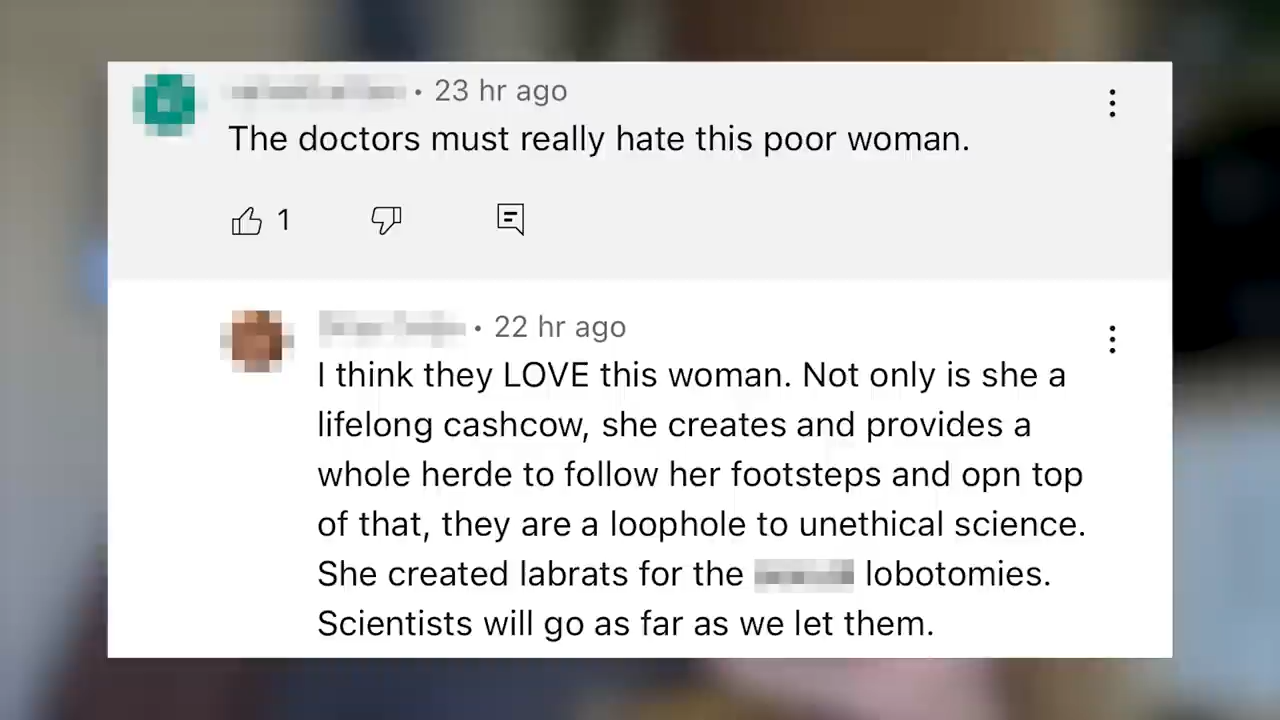 • 23 hr ago
The doctors must really hate this poor woman.
1
• 22 hr ago
I think they LOVE this woman. Not only is she a
lifelong cashcow, she creates and provides a
whole herde to follow her footsteps and opn top
of that, they are a loophole to unethical science.
She created labrats for the lobotomies.
Scientists will go as far as we let them.